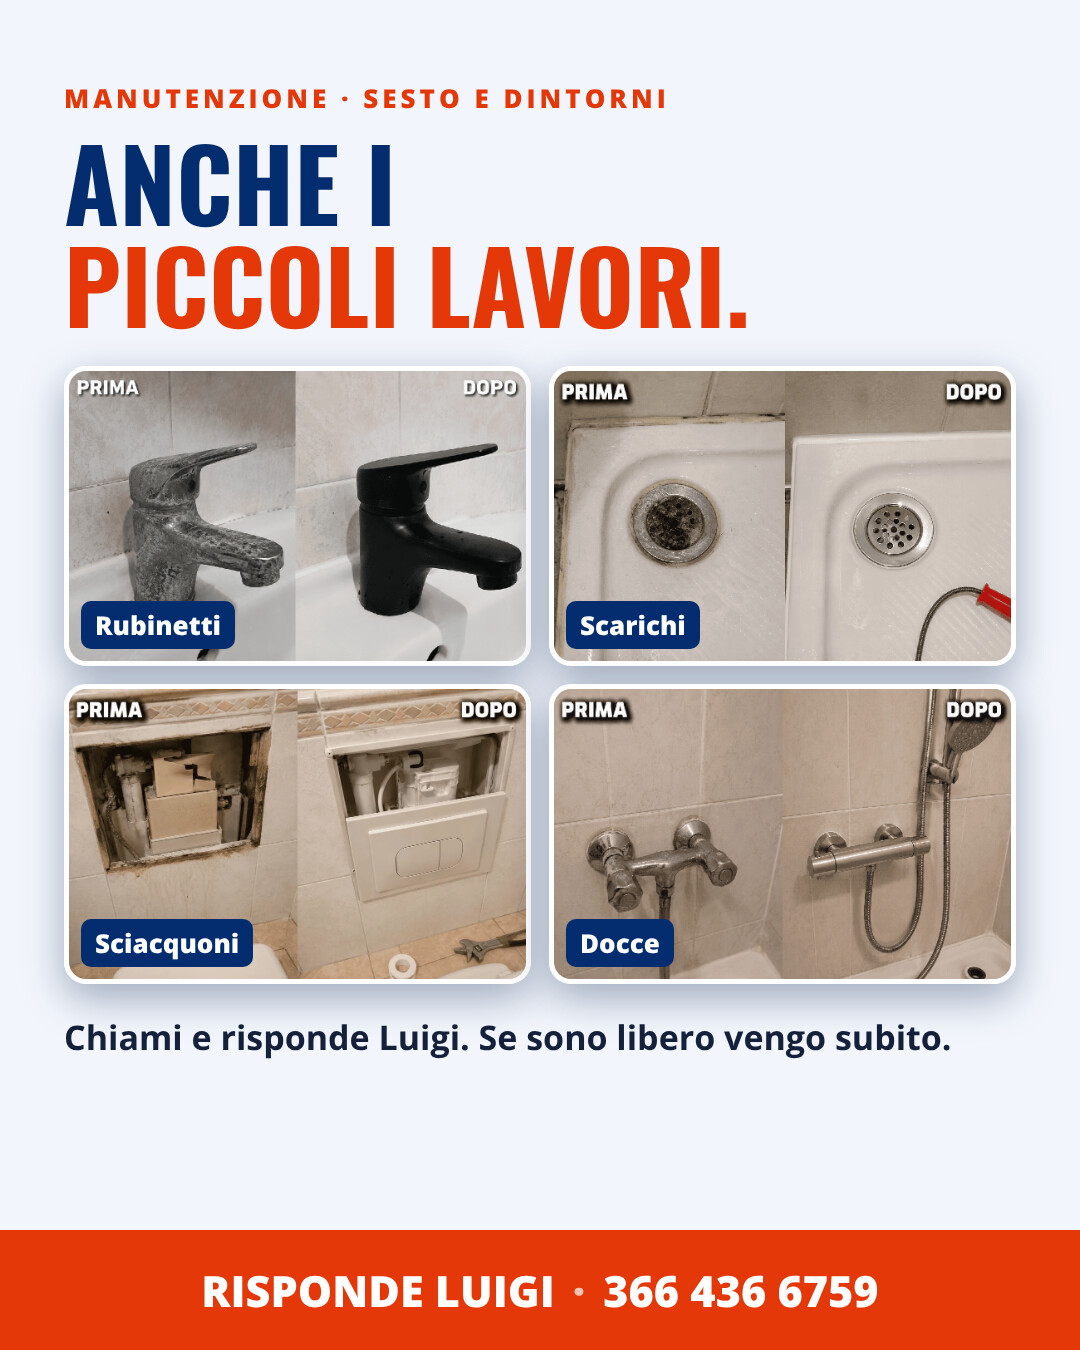 MANUTENZIONE · SESTO E DINTORNI
ANCHE I
PICCOLI LAVORI.
PRIMA DOPO
Rubinetti
PRIMA DOPO
Scarichi
PRIMA DOPO
Sciacquoni
PRIMA DOPO
Docce
Chiami e risponde Luigi. Se sono libero vengo subito.
RISPONDE LUIGI · 366 436 6759